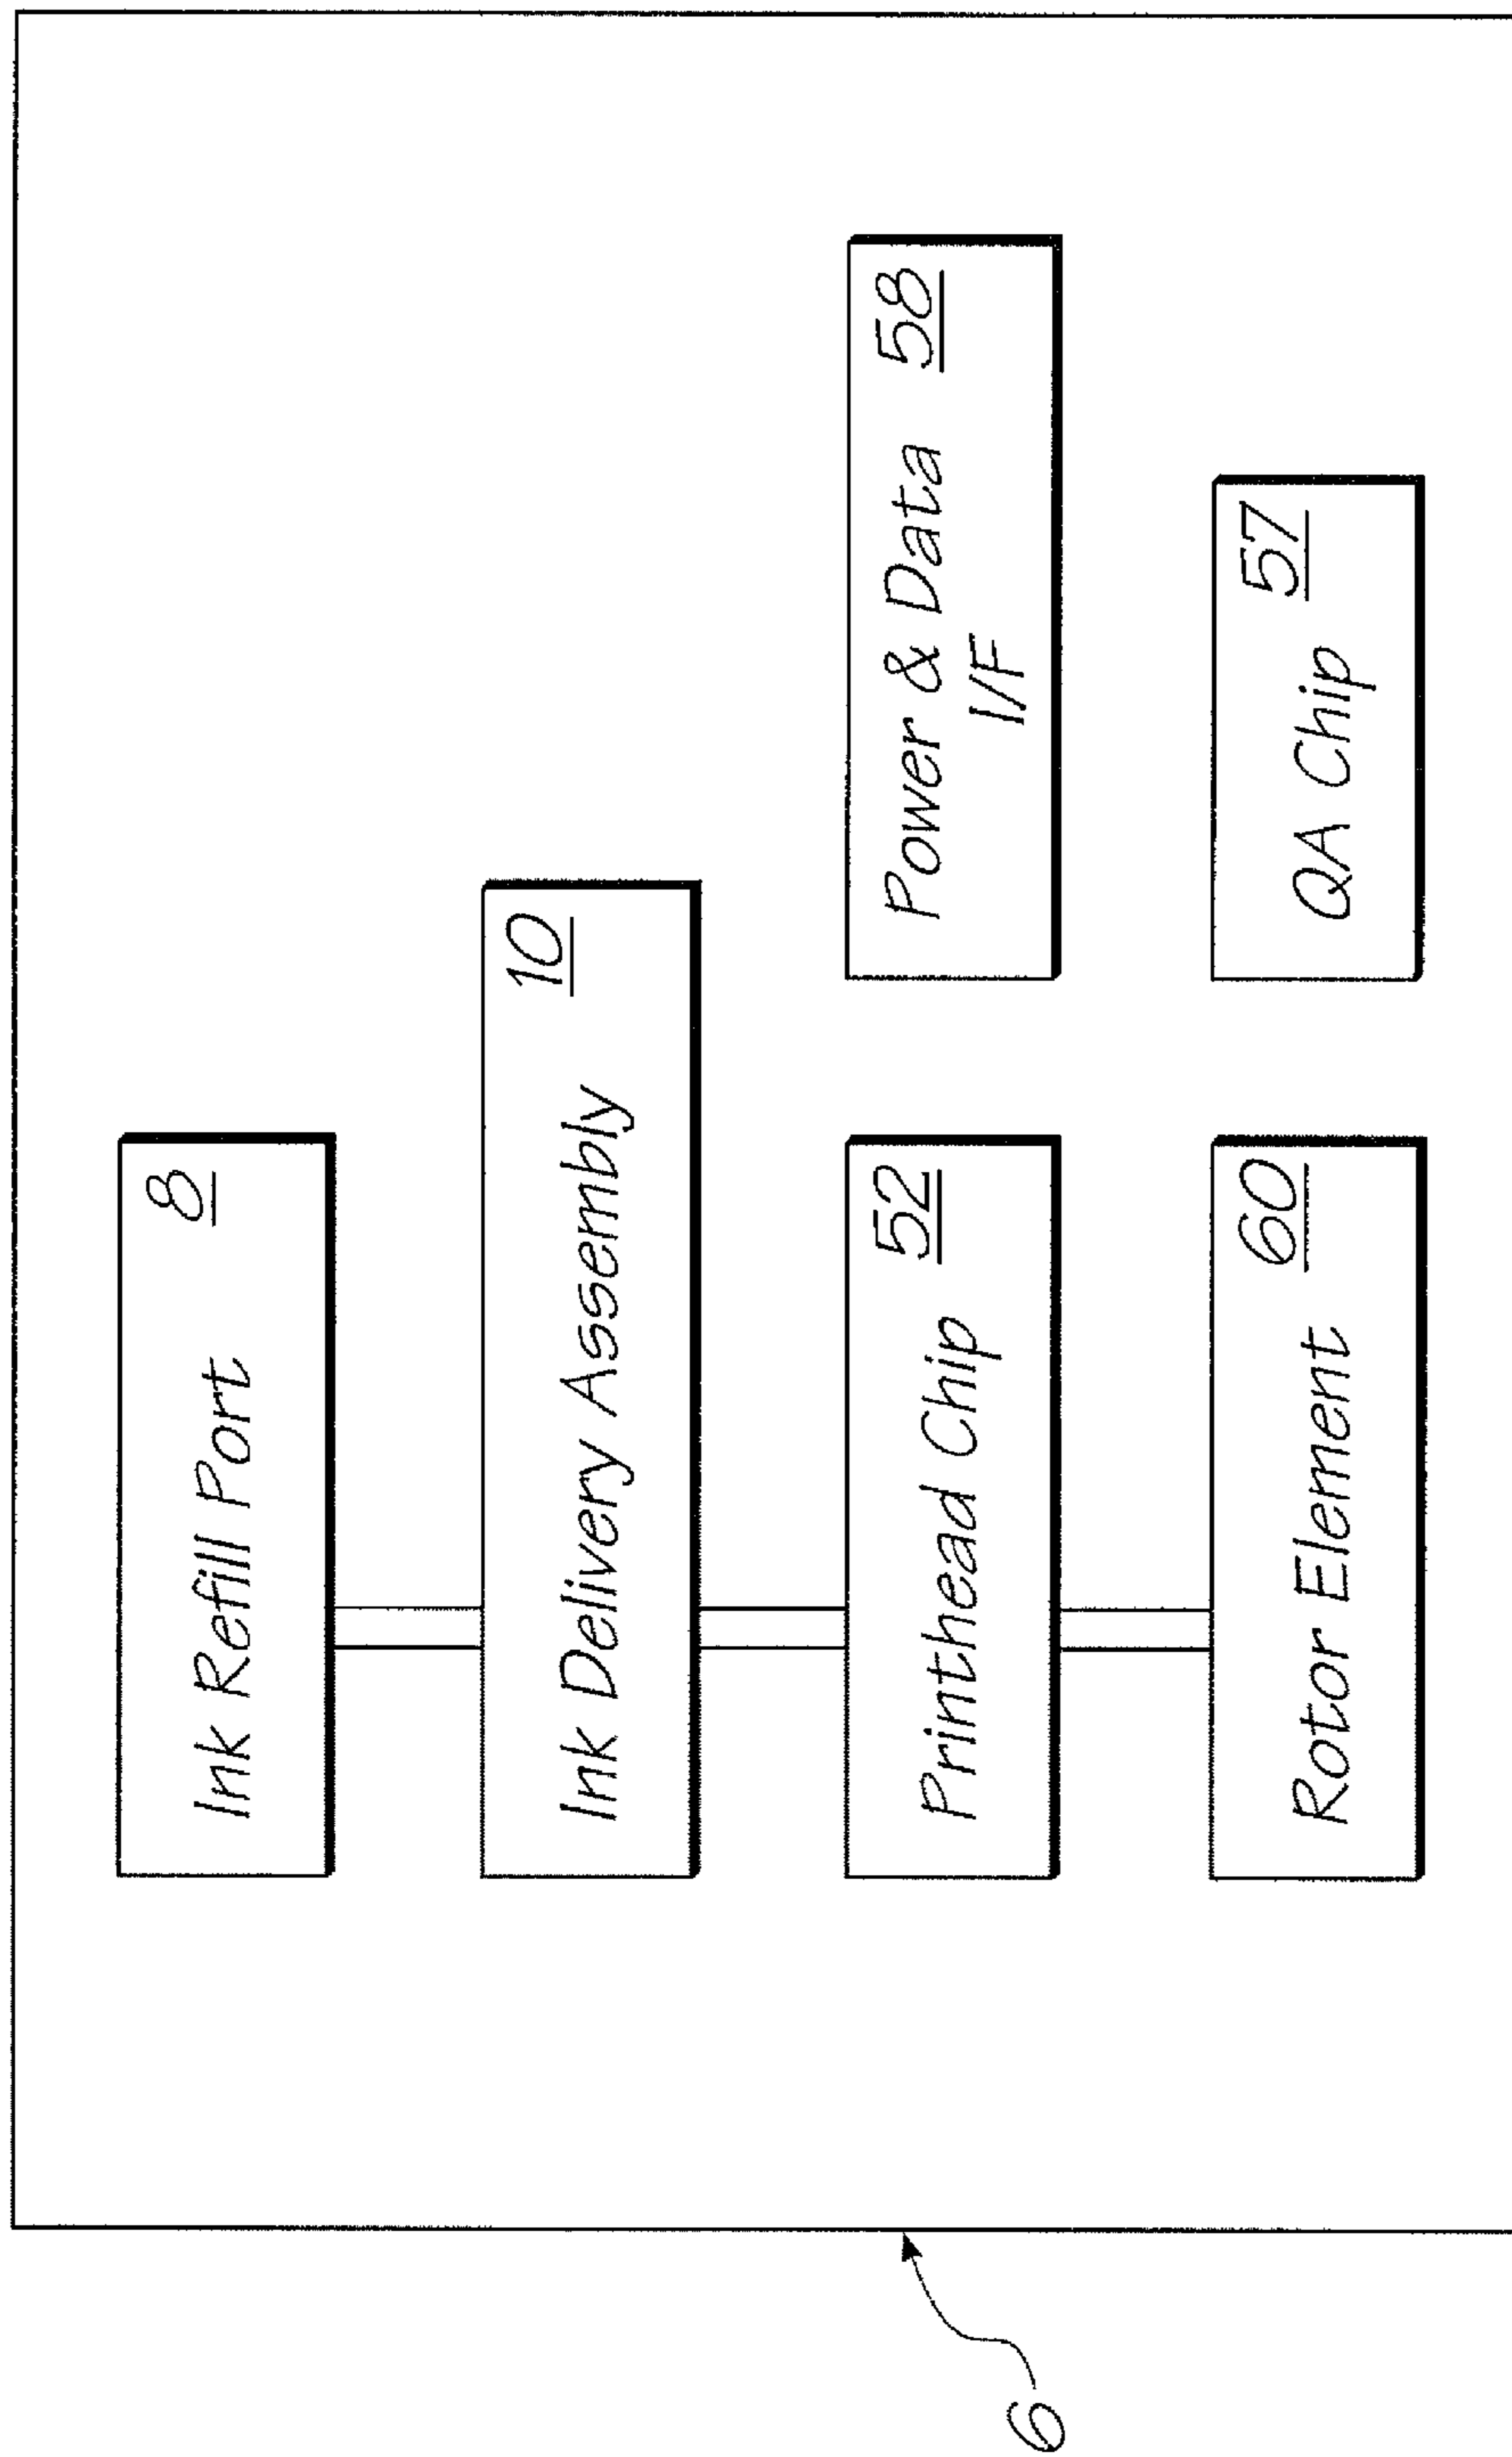 Ink Refill Port 8
Ink Delivery Assembly 10
Printhead Chip 52
Power & Data 58
I/F
Rotor Element 60
QA Chip 57
6